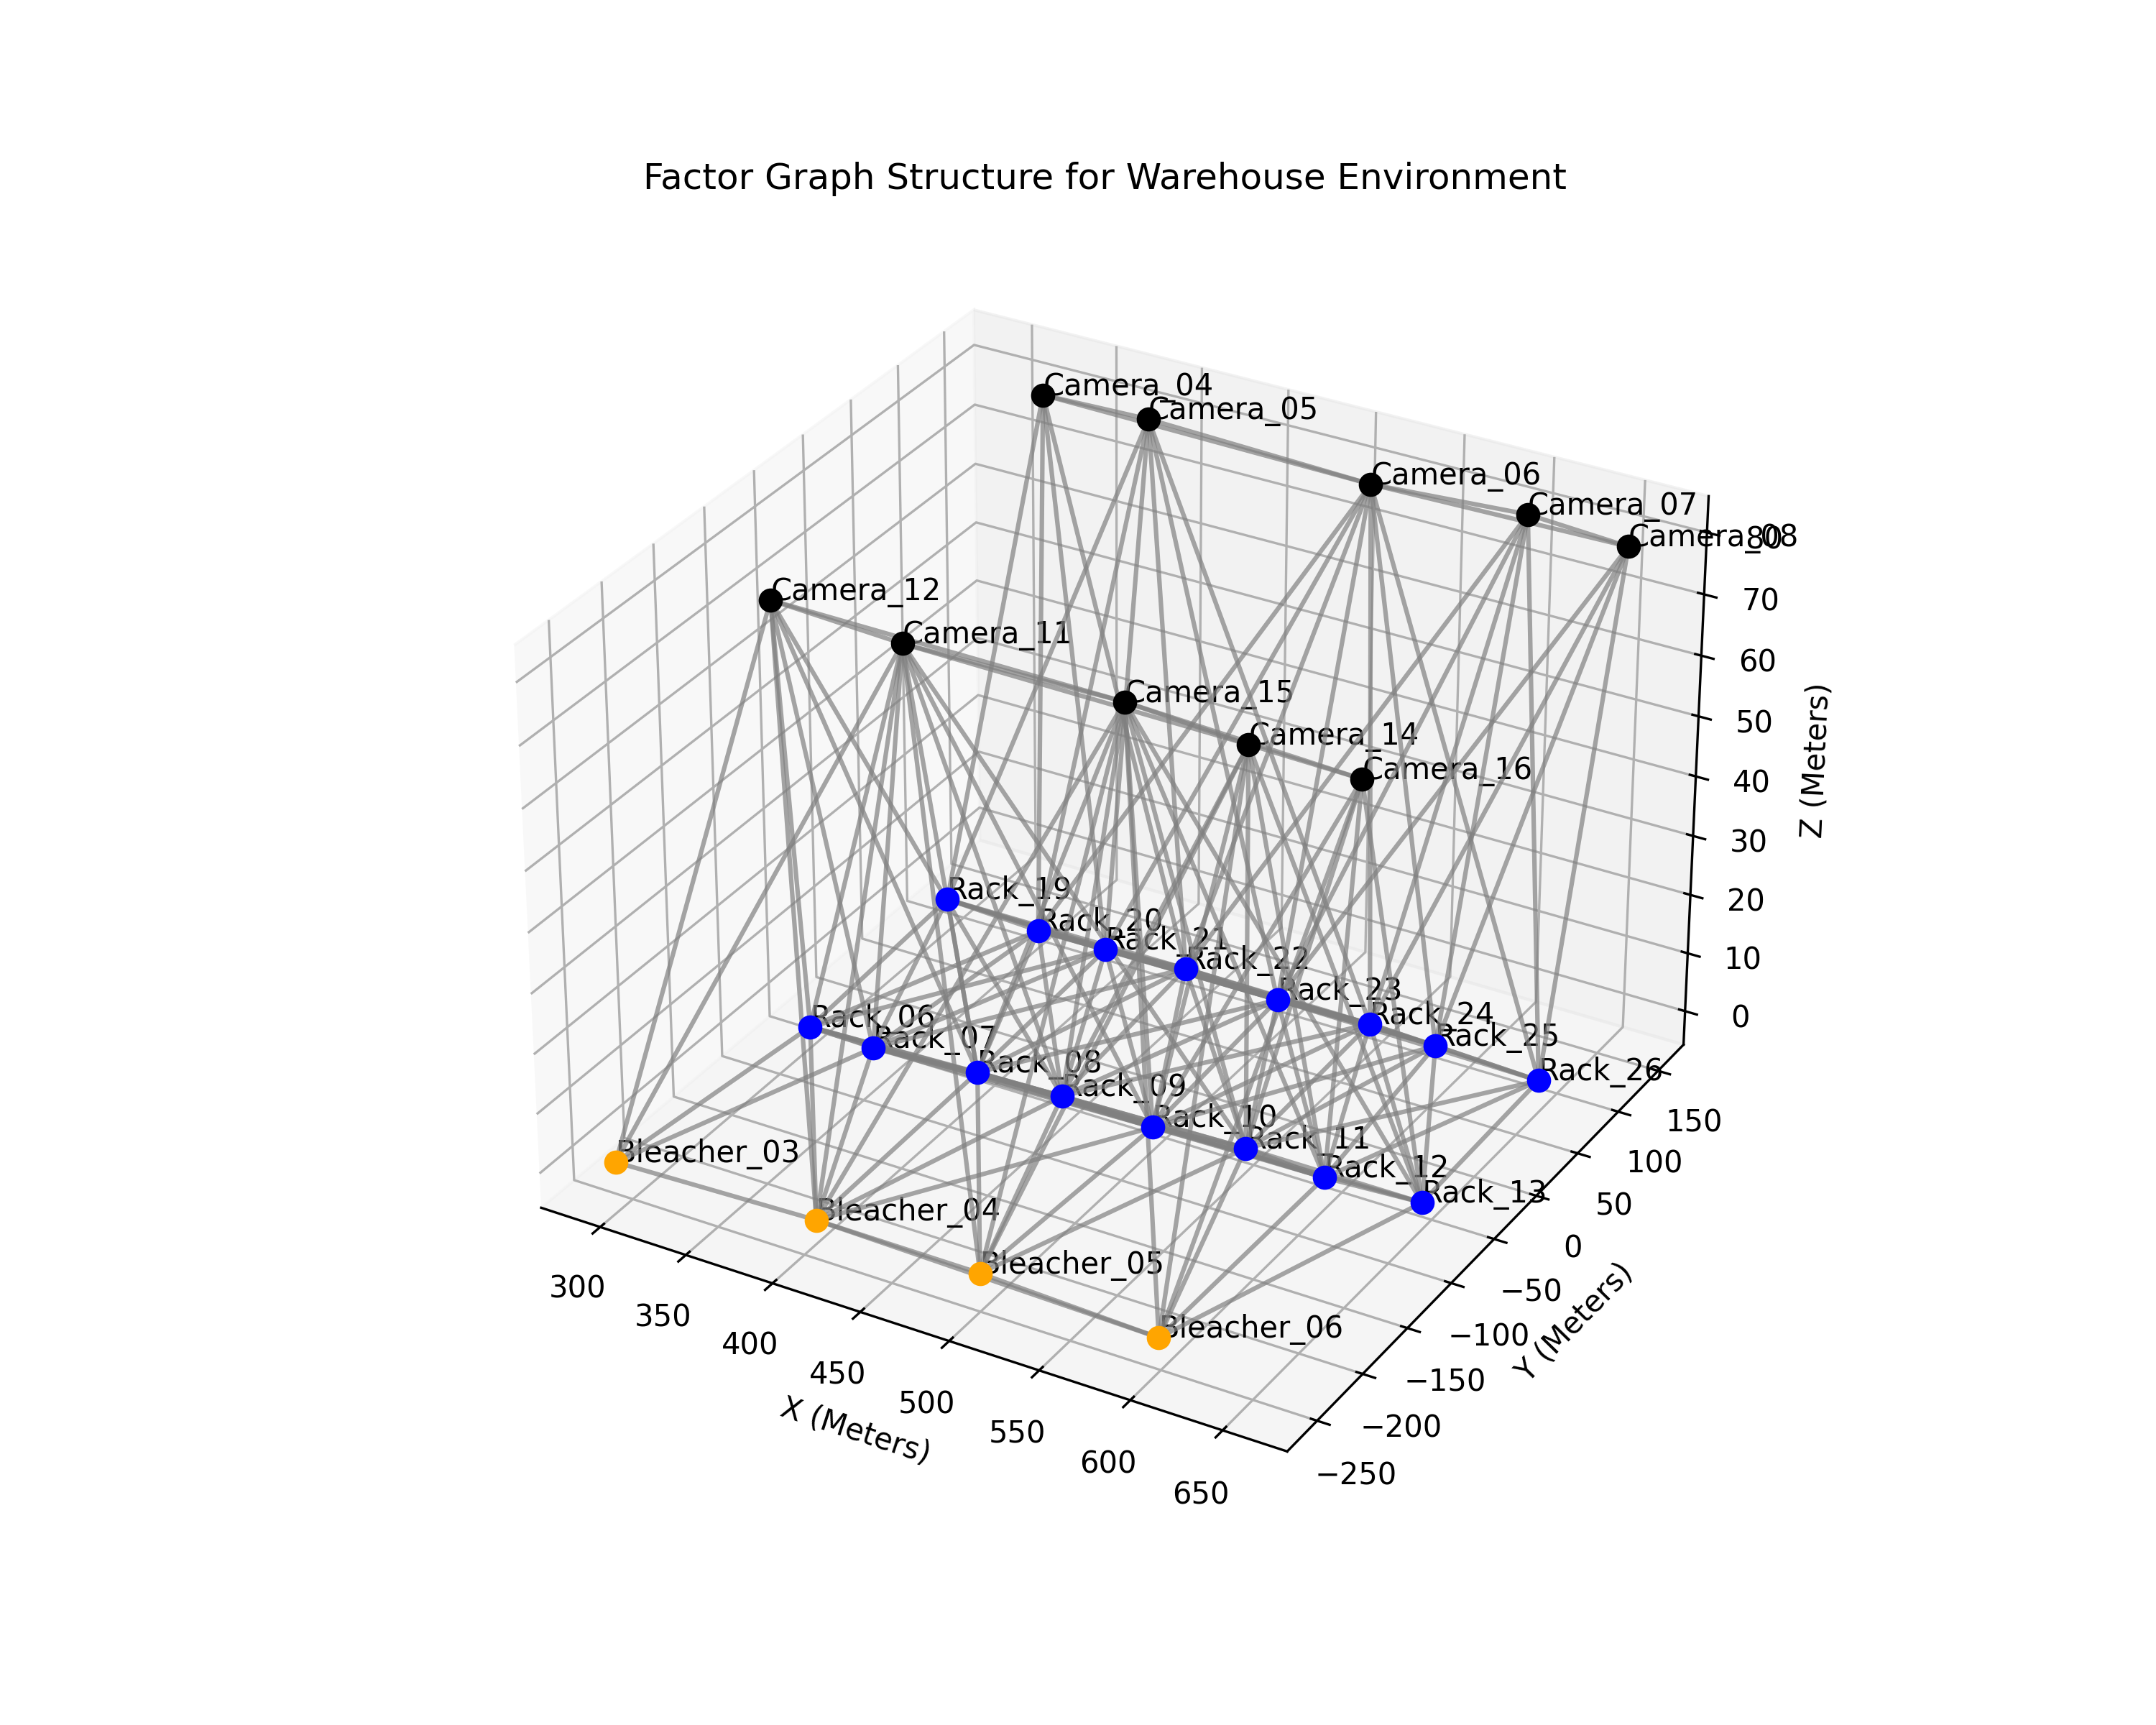 Factor Graph Structure for Warehouse Environment
Camera_04
Camera_05
Camera_06
Camera_07
Camera_08
80
Camera_12
70
Camera_11
60
Camera_15
50
Camera_14
Camera_16
40
Z (Meters)
30
20
10
0
Rack_19
Rack_20
Rack_21
Rack_22
Rack_23
Rack_24
Rack_25
Rack_26
Rack_06
Rack_07
Rack_08
Rack_09
Rack_10
Rack_11
Rack_12
Rack_13
150
100
50
0
−50
−100
−150
−200
−250
Y (Meters)
Bleacher_03
Bleacher_04
Bleacher_05
Bleacher_06
300
350
400
450
500
550
600
650
X (Meters)